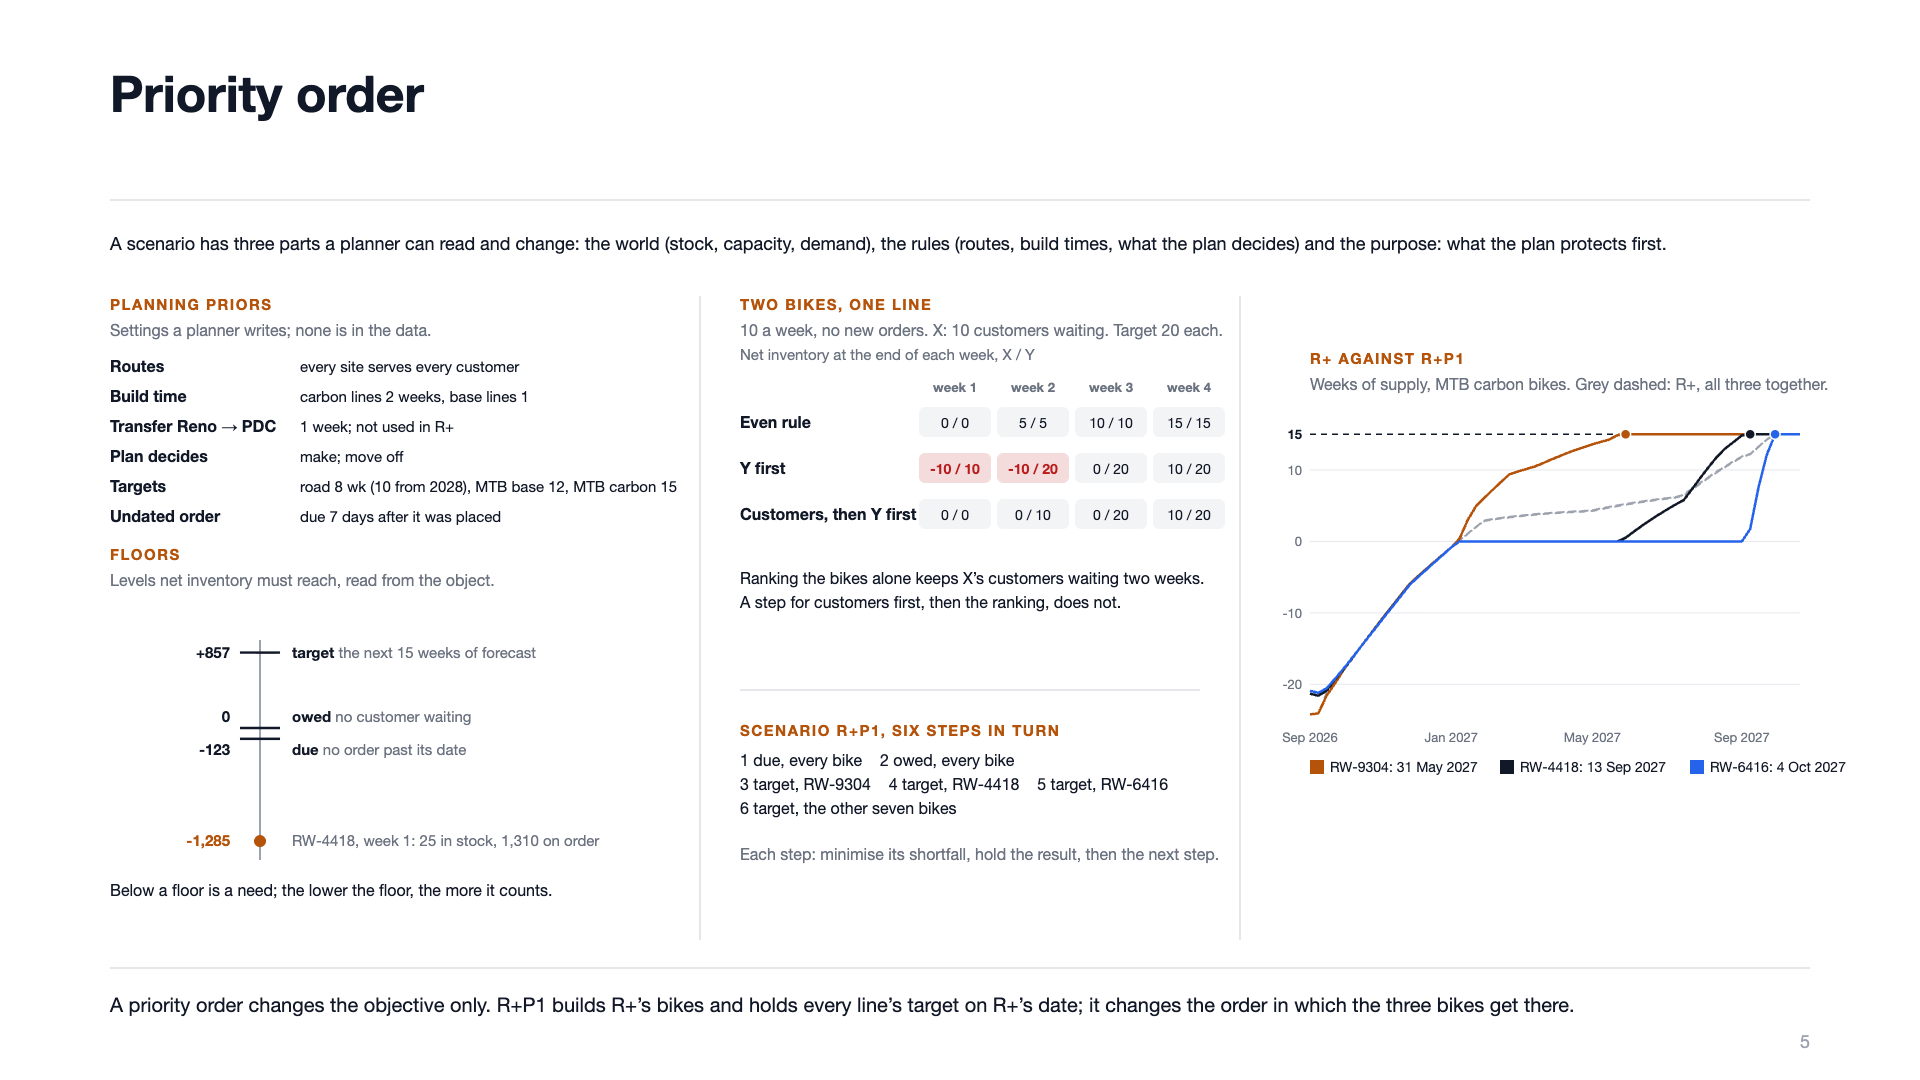 Priority order
A scenario has three parts a planner can read and change: the world (stock, capacity, demand), the rules (routes, build times, what the plan decides) and the purpose: what the plan protects first.
PLANNING PRIORS
Settings a planner writes; none is in the data.
Routes every site serves every customer
Build time carbon lines 2 weeks, base lines 1
Transfer Reno → PDC 1 week; not used in R+
Plan decides make; move off
Targets road 8 wk (10 from 2028), MTB base 12, MTB carbon 15
Undated order due 7 days after it was placed
FLOORS
Levels net inventory must reach, read from the object.
+857 target the next 15 weeks of forecast
0 owed no customer waiting
-123 due no order past its date
-1,285 RW-4418, week 1: 25 in stock, 1,310 on order
Below a floor is a need; the lower the floor, the more it counts.
TWO BIKES, ONE LINE
10 a week, no new orders. X: 10 customers waiting. Target 20 each.
Net inventory at the end of each week, X / Y
week 1 week 2 week 3 week 4
Even rule 0 / 0 5 / 5 10 / 10 15 / 15
Y first -10 / 10 -10 / 20 0 / 20 10 / 20
Customers, then Y first 0 / 0 0 / 10 0 / 20 10 / 20
Ranking the bikes alone keeps X’s customers waiting two weeks.
A step for customers first, then the ranking, does not.
SCENARIO R+P1, SIX STEPS IN TURN
1 due, every bike 2 owed, every bike
3 target, RW-9304 4 target, RW-4418 5 target, RW-6416
6 target, the other seven bikes
Each step: minimise its shortfall, hold the result, then the next step.
R+ AGAINST R+P1
Weeks of supply, MTB carbon bikes. Grey dashed: R+, all three together.
15
10
0
-10
-20
Sep 2026 Jan 2027 May 2027 Sep 2027
RW-9304: 31 May 2027 RW-4418: 13 Sep 2027 RW-6416: 4 Oct 2027
A priority order changes the objective only. R+P1 builds R+’s bikes and holds every line’s target on R+’s date; it changes the order in which the three bikes get there.
5